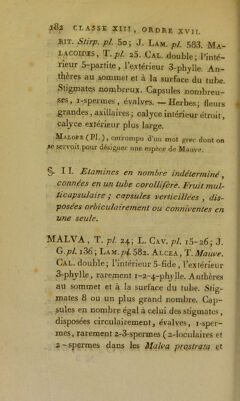 182 CLASSE XIII, ORDRE XVII.
RIT. Stirp. pl. 50; J. LAM. pl. 583. MA-
LACOIDES, T. pl. 25. CAL. double; l'inté-
rieur 5-partite, l'extérieur 3-phylle. An-
thères au sommet et à la surface du tube.
Stigmates nombreux. Capsules nombreu-
ses, 1-spermes, évalves. — Herbes; fleurs
grandes, axillaires; calyce intérieur étroit,
calyce extérieur plus large.
MALOPE (PL.), corrompu d'un mot grec dont on
se servoit pour désigner une espèce de Mauve.
§. II. Etamines en nombre indéterminé,
connées en un tube corollifère. Fruit mul-
ticapsulaire; capsules verticillées, dis-
posées orbiculairement ou conniventes en
une seule.
MALVA, T. pl. 24; L. CAV. pl. 15-26; J.
G. pl. 136; LAM. pl. 582. ALCEA, T. Mauve.
CAL. double; l'intérieur 5-fide, l'extérieur
3-phylle, rarement 1-2-4-phylle. Anthères
au sommet et à la surface du tube. Stig-
mates 8 ou un plus grand nombre. Cap-
sules en nombre égal à celui des stigmates,
disposées circulairement, évalves, 1-sper-
mes, rarement 2-3-spermes (2-loculaires et
2-spermes dans les Malva prostrata et